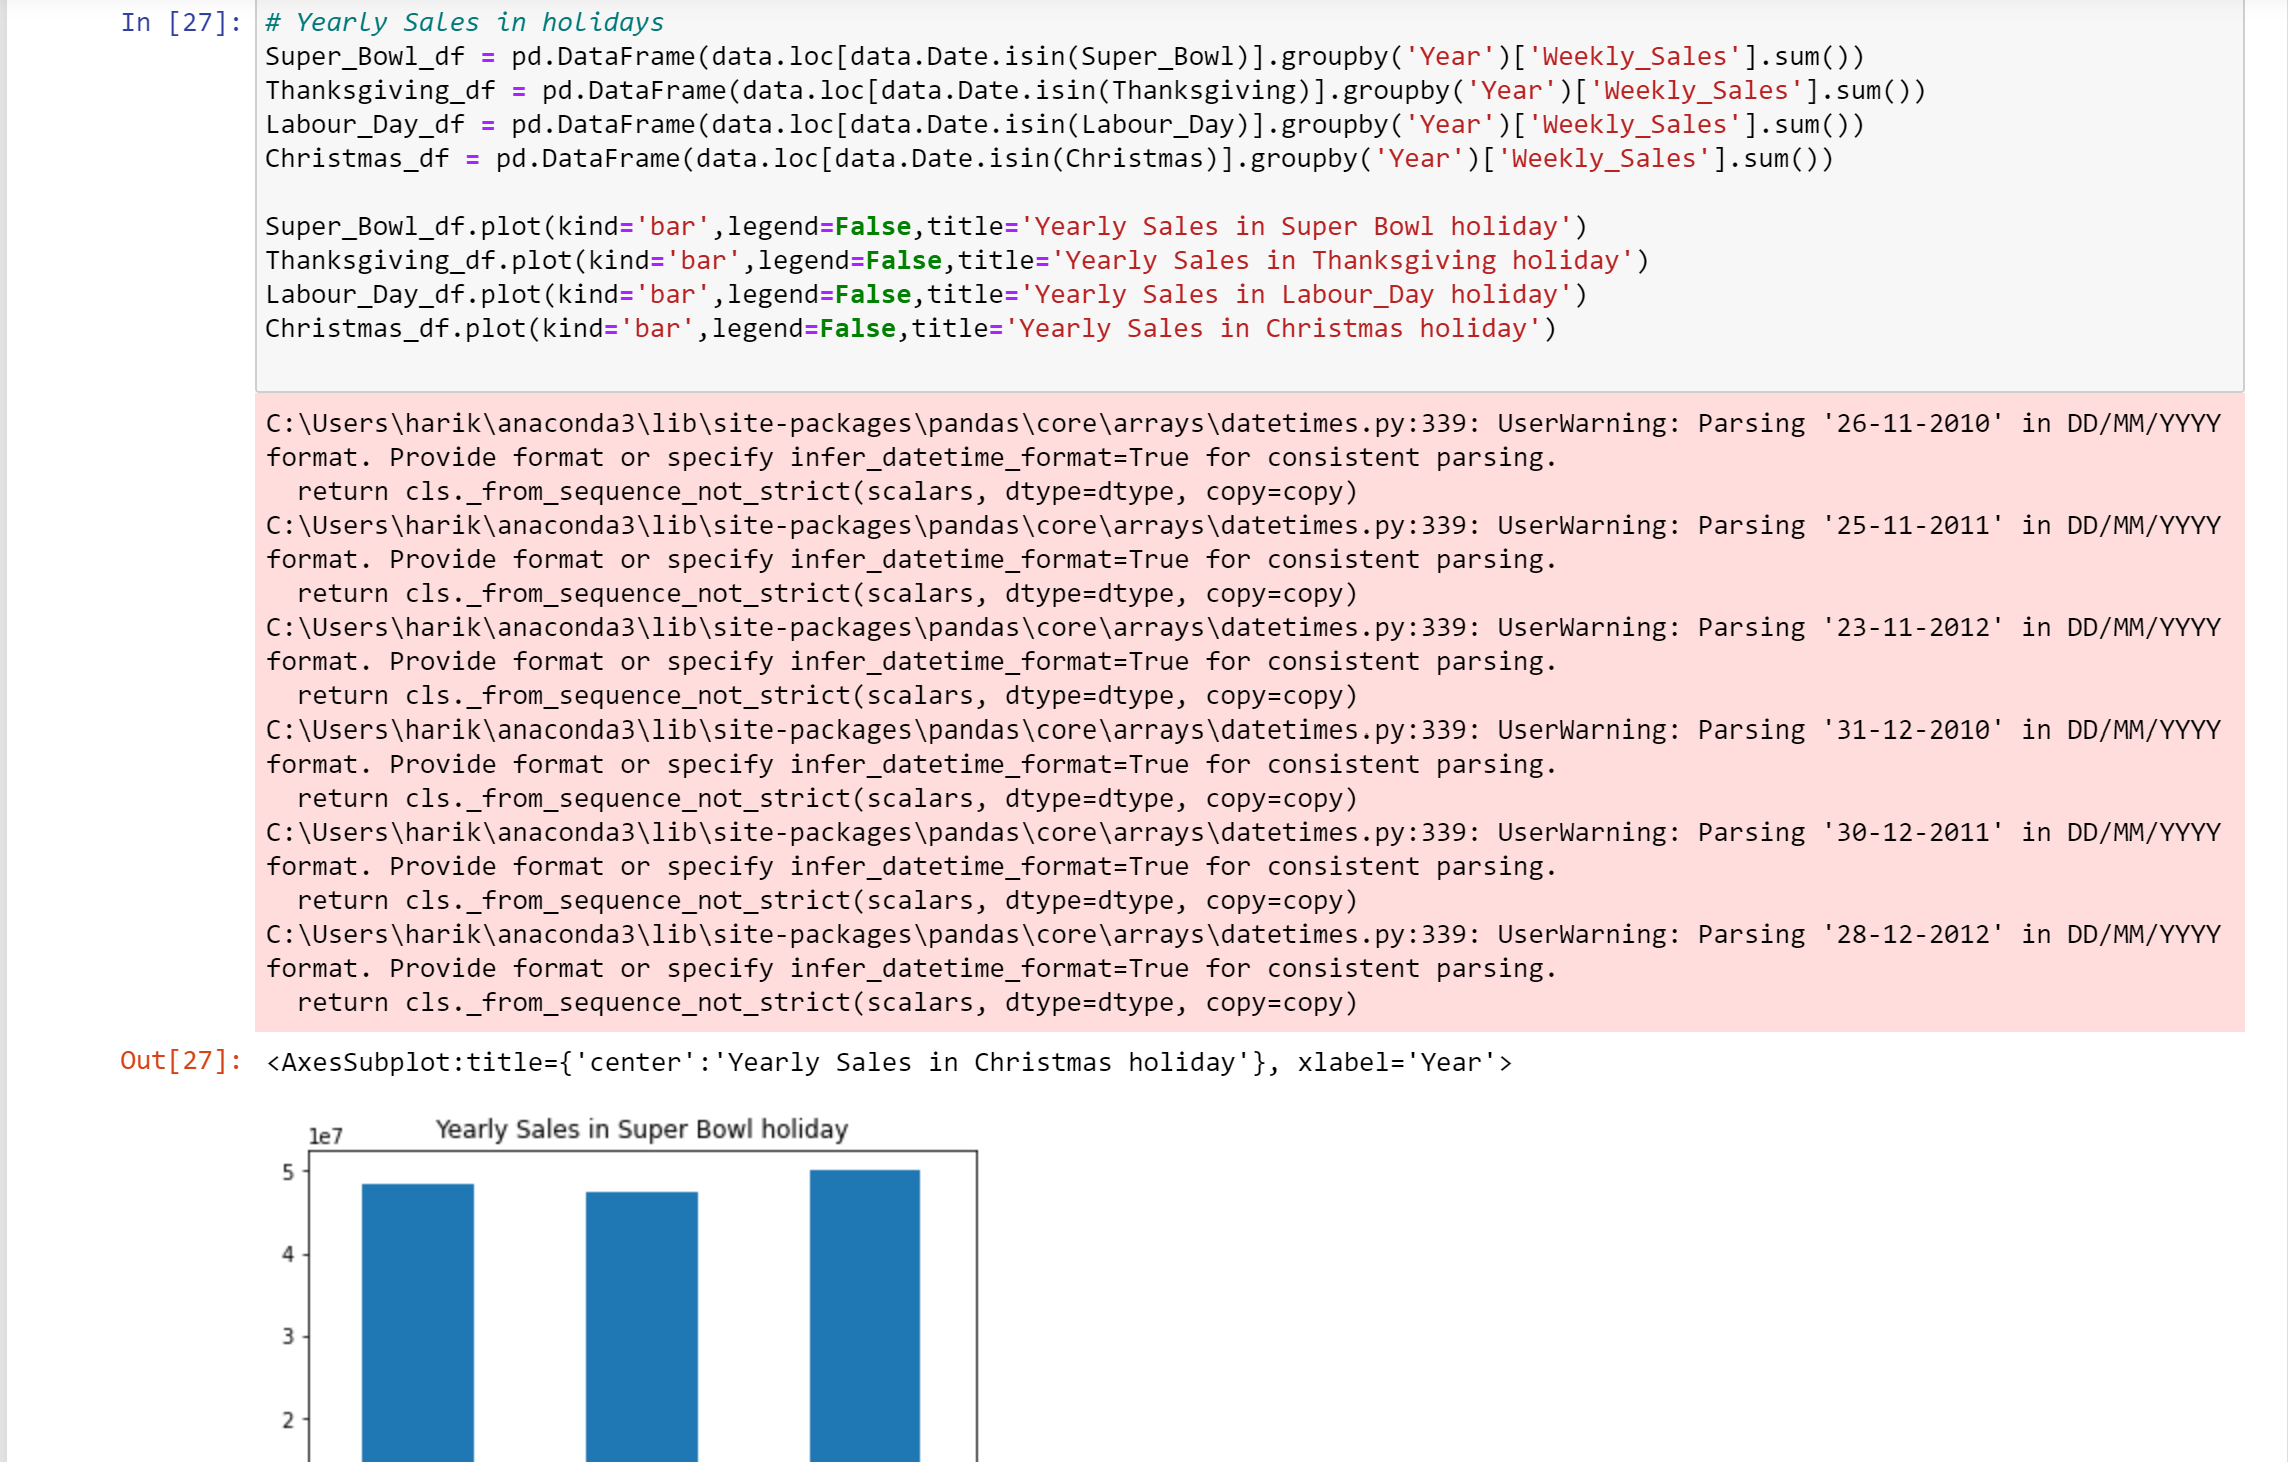 In [27]: # Yearly Sales in holidays
Super_Bowl_df = pd.DataFrame(data.loc[data.Date.isin(Super_Bowl)].groupby('Year')['Weekly_Sales'].sum())
Thanksgiving_df = pd.DataFrame(data.loc[data.Date.isin(Thanksgiving)].groupby('Year')['Weekly_Sales'].sum())
Labour_Day_df = pd.DataFrame(data.loc[data.Date.isin(Labour_Day)].groupby('Year')['Weekly_Sales'].sum())
Christmas_df = pd.DataFrame(data.loc[data.Date.isin(Christmas)].groupby('Year')['Weekly_Sales'].sum())
Super_Bowl_df.plot(kind='bar',legend=False,title='Yearly Sales in Super Bowl holiday')
Thanksgiving_df.plot(kind='bar',legend=False,title='Yearly Sales in Thanksgiving holiday')
Labour_Day_df.plot(kind='bar',legend=False,title='Yearly Sales in Labour_Day holiday')
Christmas_df.plot(kind='bar',legend=False,title='Yearly Sales in Christmas holiday')
C:\Users\harik\anaconda3\lib\site-packages\pandas\core\arrays\datetimes.py:339: UserWarning: Parsing '26-11-2010' in DD/MM/YYYY
format. Provide format or specify infer_datetime_format=True for consistent parsing.
return cls._from_sequence_not_strict(scalars, dtype=dtype, copy=copy)
C:\Users\harik\anaconda3\lib\site-packages\pandas\core\arrays\datetimes.py:339: UserWarning: Parsing '25-11-2011' in DD/MM/YYYY
format. Provide format or specify infer_datetime_format=True for consistent parsing.
return cls._from_sequence_not_strict(scalars, dtype=dtype, copy=copy)
C:\Users\harik\anaconda3\lib\site-packages\pandas\core\arrays\datetimes.py:339: UserWarning: Parsing '23-11-2012' in DD/MM/YYYY
format. Provide format or specify infer_datetime_format=True for consistent parsing.
return cls._from_sequence_not_strict(scalars, dtype=dtype, copy=copy)
C:\Users\harik\anaconda3\lib\site-packages\pandas\core\arrays\datetimes.py:339: UserWarning: Parsing '31-12-2010' in DD/MM/YYYY
format. Provide format or specify infer_datetime_format=True for consistent parsing.
return cls._from_sequence_not_strict(scalars, dtype=dtype, copy=copy)
C:\Users\harik\anaconda3\lib\site-packages\pandas\core\arrays\datetimes.py:339: UserWarning: Parsing '30-12-2011' in DD/MM/YYYY
format. Provide format or specify infer_datetime_format=True for consistent parsing.
return cls._from_sequence_not_strict(scalars, dtype=dtype, copy=copy)
C:\Users\harik\anaconda3\lib\site-packages\pandas\core\arrays\datetimes.py:339: UserWarning: Parsing '28-12-2012' in DD/MM/YYYY
format. Provide format or specify infer_datetime_format=True for consistent parsing.
return cls._from_sequence_not_strict(scalars, dtype=dtype, copy=copy)
Out[27]: <AxesSubplot:title={'center':'Yearly Sales in Christmas holiday'}, xlabel='Year'>
Yearly Sales in Super Bowl holiday
1e7
5
4
3
2